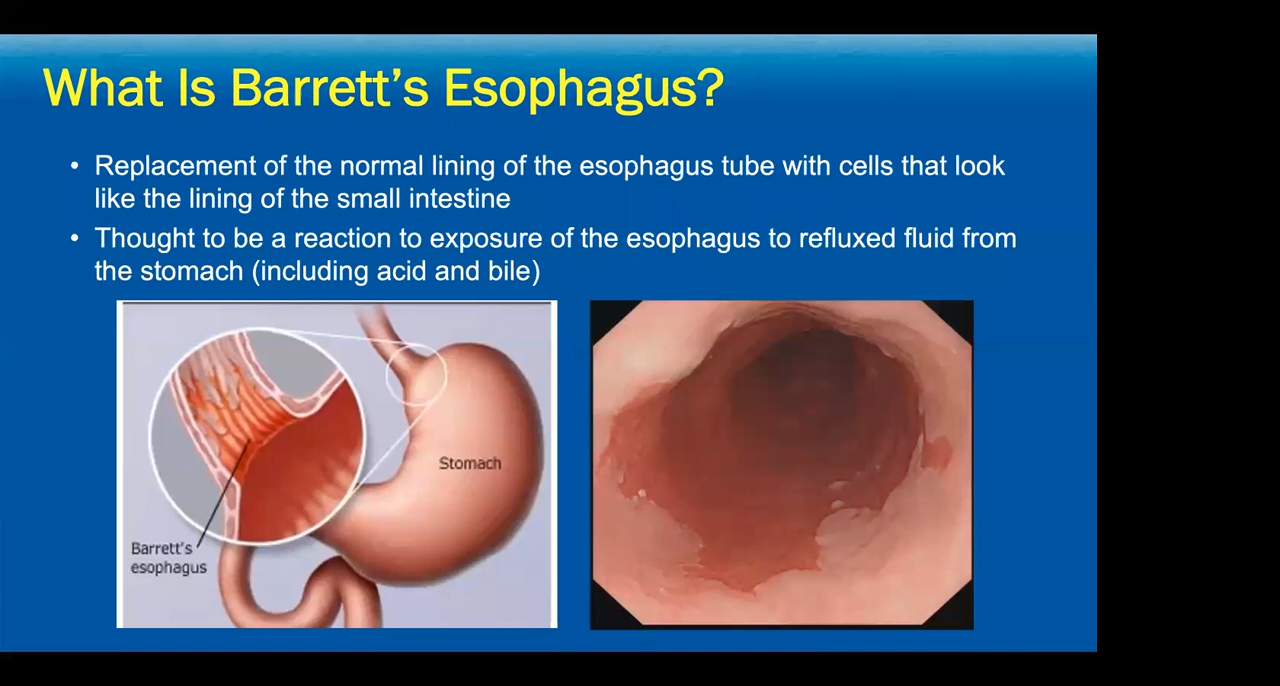 What Is Barrett's Esophagus?
• Replacement of the normal lining of the esophagus tube with cells that look
like the lining of the small intestine
• Thought to be a reaction to exposure of the esophagus to refluxed fluid from
the stomach (including acid and bile)
Stomach
Barrett's
esophagus